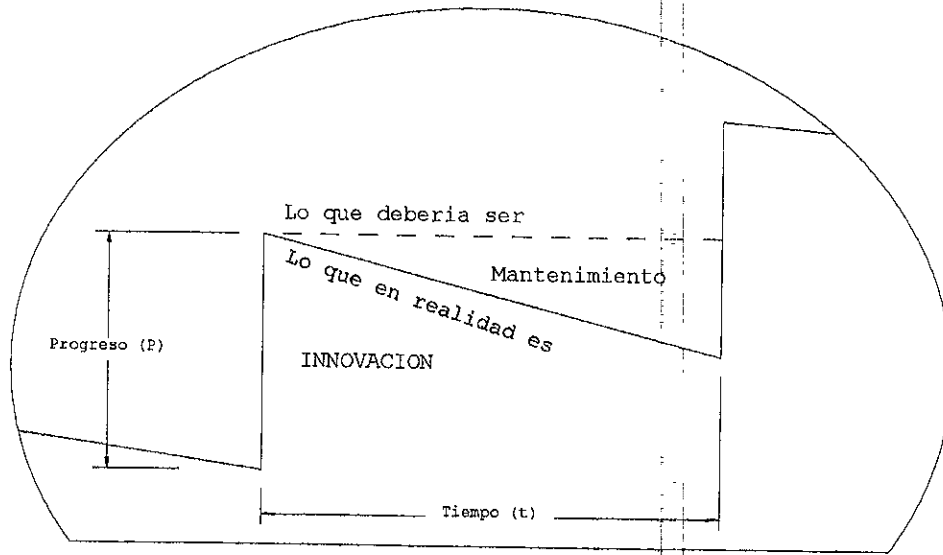 Lo que deberia ser
Mantenimiento
Lo que en realidad es
Progreso (P)
INNOVACION
Tiempo (t)